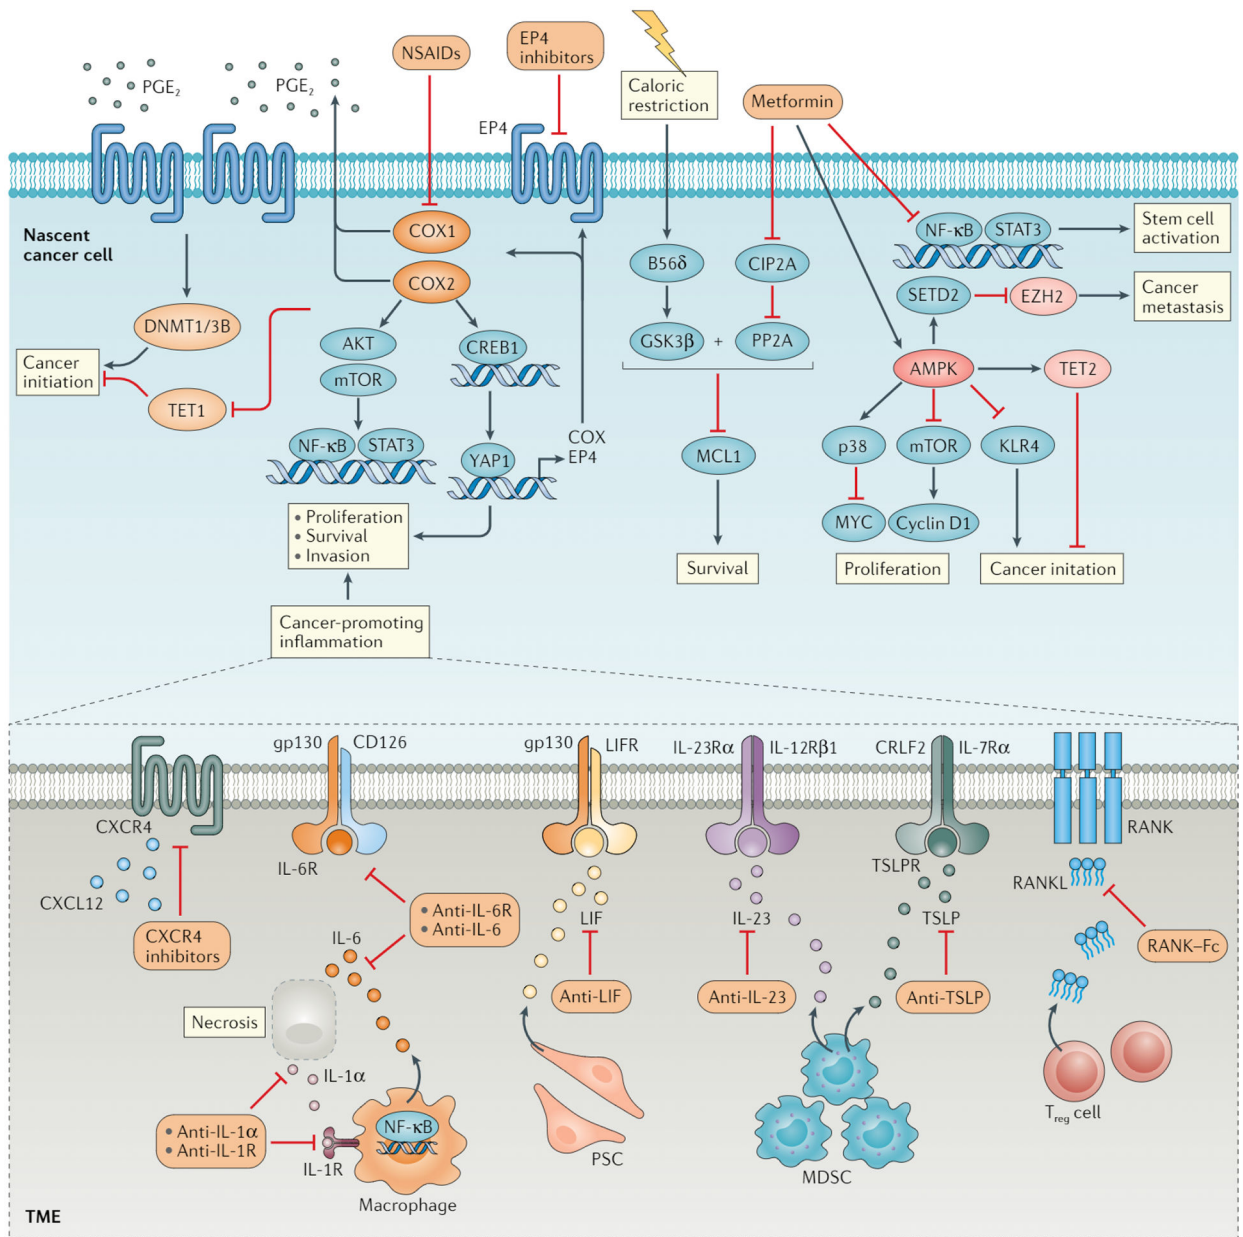 NSAIDs
EP4
inhibitors
PGE2
PGE2
Caloric
restriction
Metformin
EP4
Nascent
cancer cell
COX1
COX2
B56δ
CIP2A
NF-κB
STAT3
Stem cell
activation
SETD2
EZH2
Cancer
metastasis
DNMT1/3B
AKT
mTOR
CREB1
GSK3β
+
PP2A
Cancer
initiation
TET1
AMPK
TET2
NF-κB
STAT3
YAP1
COX
EP4
MCL1
p38
mTOR
KLR4
MYC
Cyclin D1
• Proliferation
• Survival
• Invasion
Survival
Proliferation
Cancer initation
Cancer-promoting
inflammation
gp130
CD126
gp130
LIFR
IL-23Rα
IL-12Rβ1
CRLF2
IL-7Rα
CXCR4
IL-6R
TSLPR
RANK
RANKL
CXCL12
CXCR4
inhibitors
• Anti-IL-6R
• Anti-IL-6
IL-6
LIF
IL-23
TSLP
RANK–Fc
Anti-LIF
Anti-IL-23
Anti-TSLP
Necrosis
IL-1α
• Anti-IL-1α
• Anti-IL-1R
IL-1R
NF-κB
Macrophage
PSC
MDSC
Treg cell
TME